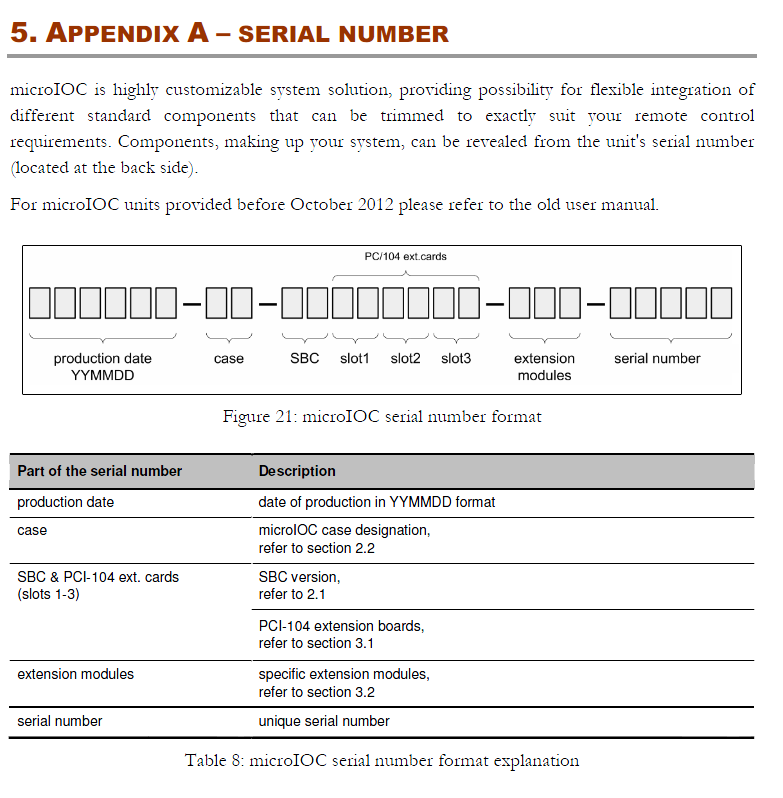 5. APPENDIX A – SERIAL NUMBER
microIOC is highly customizable system solution, providing possibility for flexible integration of
different standard components that can be trimmed to exactly suit your remote control
requirements. Components, making up your system, can be revealed from the unit's serial number
(located at the back side).
For microIOC units provided before October 2012 please refer to the old user manual.
PC/104 ext.cards
production date case SBC slot1 slot2 slot3 extension serial number
YYMMDD modules
Figure 21: microIOC serial number format
Part of the serial number Description
production date date of production in YYMMDD format
case microIOC case designation,
refer to section 2.2
SBC & PCI-104 ext. cards SBC version,
(slots 1-3) refer to 2.1
PCI-104 extension boards,
refer to section 3.1
extension modules specific extension modules,
refer to section 3.2
serial number unique serial number
Table 8: microIOC serial number format explanation